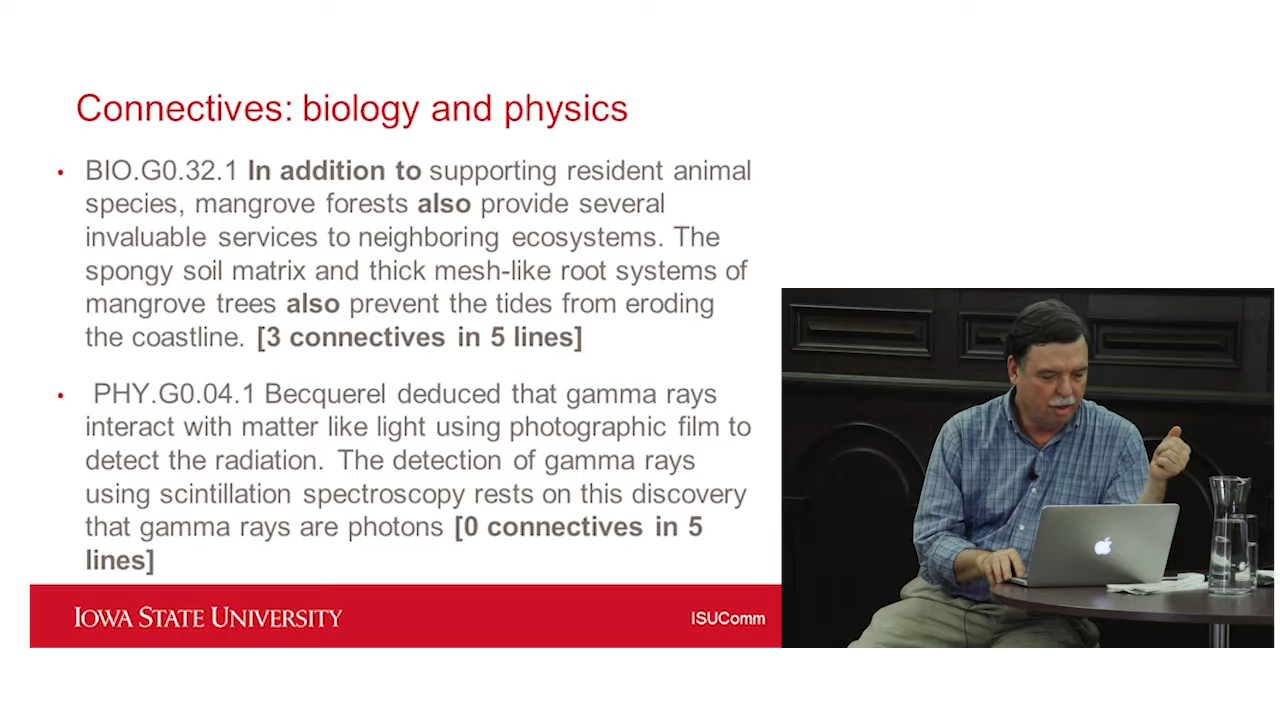 Connectives: biology and physics
• BIO.G0.32.1 In addition to supporting resident animal
species, mangrove forests also provide several
invaluable services to neighboring ecosystems. The
spongy soil matrix and thick mesh-like root systems of
mangrove trees also prevent the tides from eroding
the coastline. [3 connectives in 5 lines]
• PHY.G0.04.1 Becquerel deduced that gamma rays
interact with matter like light using photographic film to
detect the radiation. The detection of gamma rays
using scintillation spectroscopy rests on this discovery
that gamma rays are photons [0 connectives in 5
lines]
IOWA STATE UNIVERSITY
ISUComm